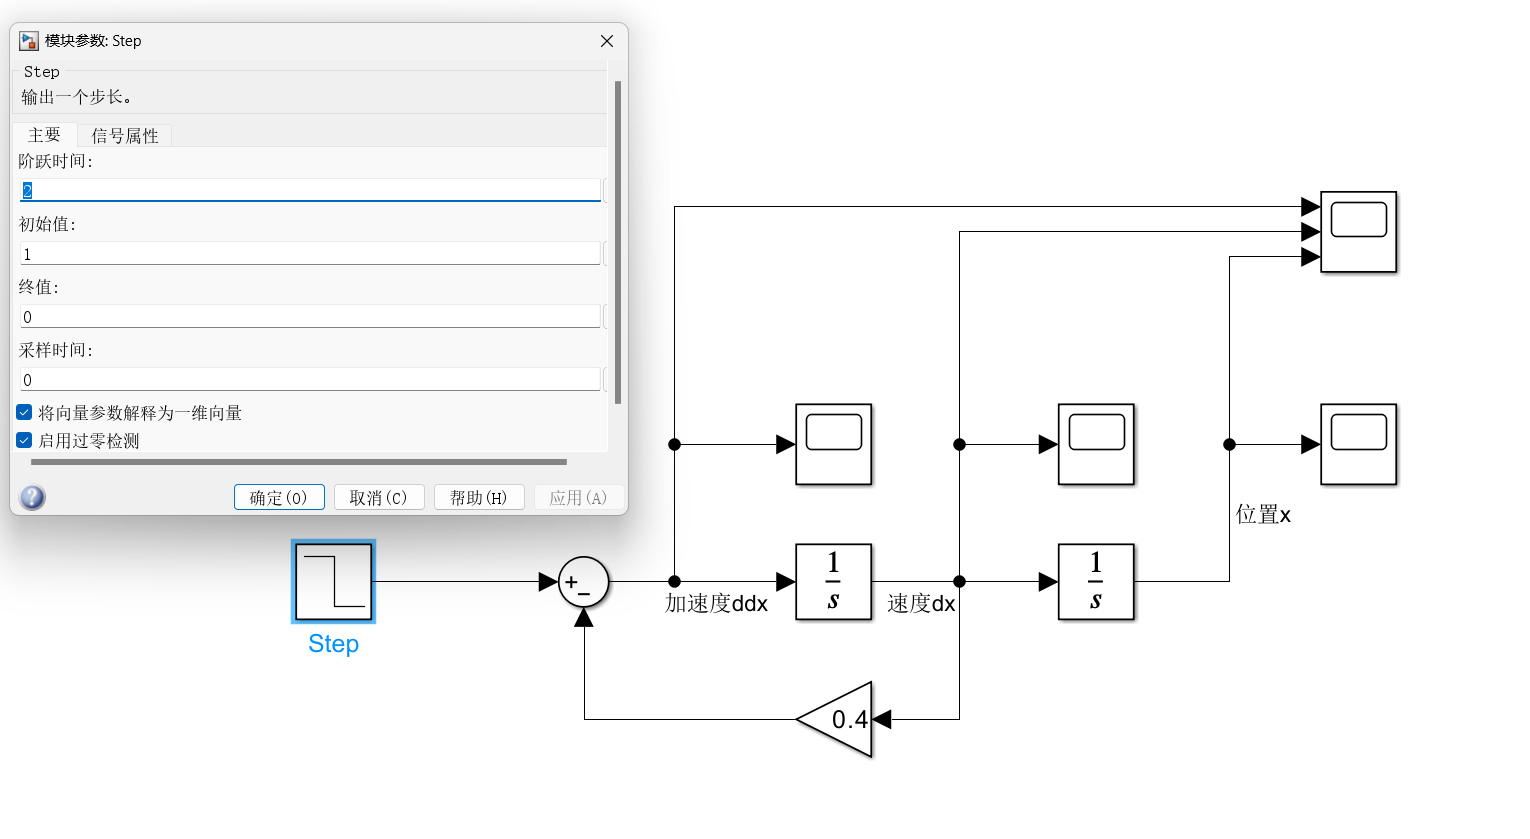 模块参数: Step
Step
输出一个步长。
主要
信号属性
阶跃时间:
2
初始值:
1
终值:
0
采样时间:
0
将向量参数解释为一维向量
启用过零检测
确定(O)
取消(C)
帮助(H)
应用(A)
位置x
Step
+
−
加速度ddx
1
s
速度dx
1
s
0.4